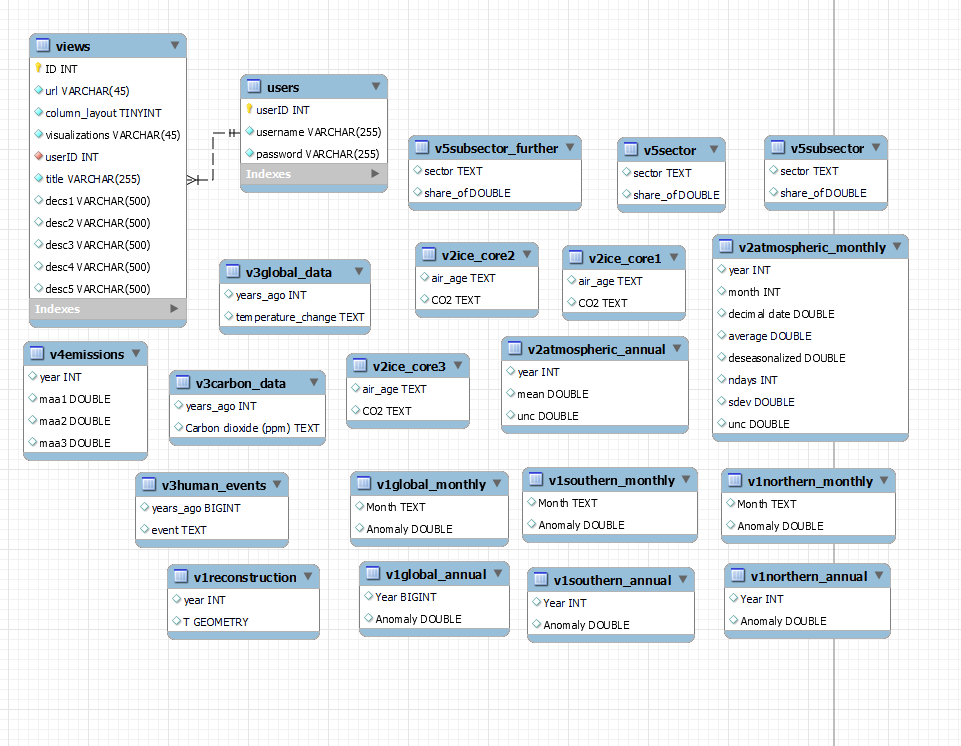 views
ID INT
url VARCHAR(45)
column_layout TINYINT
visualizations VARCHAR(45)
userID INT
title VARCHAR(255)
decs1 VARCHAR(500)
desc2 VARCHAR(500)
desc3 VARCHAR(500)
desc4 VARCHAR(500)
desc5 VARCHAR(500)
Indexes
users
userID INT
username VARCHAR(255)
password VARCHAR(255)
Indexes
v5subsector_further
sector TEXT
share_of DOUBLE
v5sector
sector TEXT
share_of DOUBLE
v5subsector
sector TEXT
share_of DOUBLE
v3global_data
years_ago INT
temperature_change TEXT
v2ice_core2
air_age TEXT
CO2 TEXT
v2ice_core1
air_age TEXT
CO2 TEXT
v2atmospheric_monthly
year INT
month INT
decimal date DOUBLE
average DOUBLE
deseasonalized DOUBLE
ndays INT
sdev DOUBLE
unc DOUBLE
v4emissions
year INT
maa1 DOUBLE
maa2 DOUBLE
maa3 DOUBLE
v3carbon_data
years_ago INT
Carbon dioxide (ppm) TEXT
v2ice_core3
air_age TEXT
CO2 TEXT
v2atmospheric_annual
year INT
mean DOUBLE
unc DOUBLE
v3human_events
years_ago BIGINT
event TEXT
v1global_monthly
Month TEXT
Anomaly DOUBLE
v1southern_monthly
Month TEXT
Anomaly DOUBLE
v1northern_monthly
Month TEXT
Anomaly DOUBLE
v1reconstruction
year INT
T GEOMETRY
v1global_annual
Year BIGINT
Anomaly DOUBLE
v1southern_annual
Year INT
Anomaly DOUBLE
v1northern_annual
Year INT
Anomaly DOUBLE